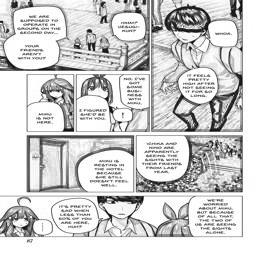 WE ARE
SUPPOSED TO
OPERATE IN
GROUPS ON THE
SECOND DAY...
YOUR
FRIENDS
AREN'T
WITH YOU?
WHOA.
IT FEELS
PRETTY
HIGH AFTER
NOT SEEING
IT FOR SO
LONG.
NO, I'VE
GOT SOME
BUSI-
NESS
WITH
MIKU.
I FIGURED
SHE'D BE
WITH YOU.
MIKU
IS NOT
HERE.
MIKU IS
RESTING IN
THE HOTEL
BECAUSE
SHE STILL
DOESN'T FEEL
WELL.
ICHIKA AND
NINO ARE
APPARENTLY
SEEING THE
SIGHTS WITH
THEIR FRIENDS
FROM LAST
YEAR.
IT'S PRETTY
SAD WHEN
LESS THAN
50% OF YOU
ARE HERE,
HUH?
WE'RE
WORRIED
ABOUT MIKU,
BUT BECAUSE
OF ALL THAT,
THE TWO OF
US ARE SEEING
THE SIGHTS
ALONE.